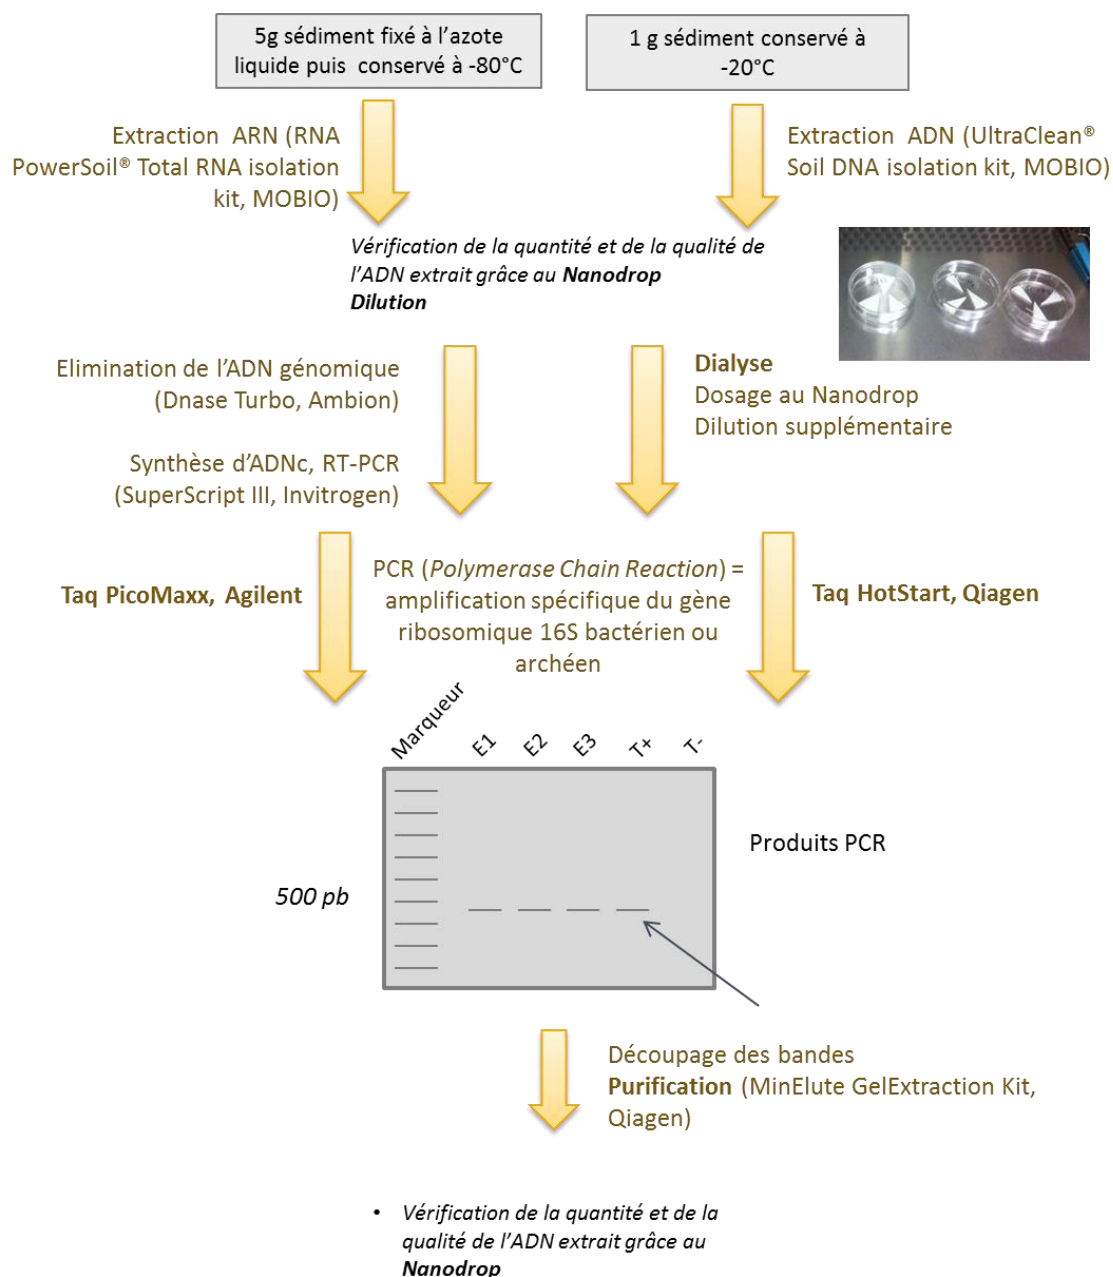 5g sédiment fixé à l'azote
liquide puis conservé à -80°C
1 g sédiment conservé à
-20°C
Extraction ARN (RNA
PowerSoil® Total RNA isolation
kit, MOBIO)
Extraction ADN (UltraClean®
Soil DNA isolation kit, MOBIO)
Vérification de la quantité et de la qualité de
l'ADN extrait grâce au Nanodrop
Dilution
Elimination de l'ADN génomique
(Dnase Turbo, Ambion)
Synthèse d'ADNc, RT-PCR
(SuperScript III, Invitrogen)
Dialyse
Dosage au Nanodrop
Dilution supplémentaire
Taq PicoMaxx, Agilent
PCR (Polymerase Chain Reaction) =
amplification spécifique du gène
ribosomique 16S bactérien ou
archéen
Taq HotStart, Qiagen
Marqueur
E1
E2
E3
T+
T-
500 pb
Produits PCR
Découpage des bandes
Purification (MinElute GelExtraction Kit,
Qiagen)
• Vérification de la quantité et de la
qualité de l'ADN extrait grâce au
Nanodrop